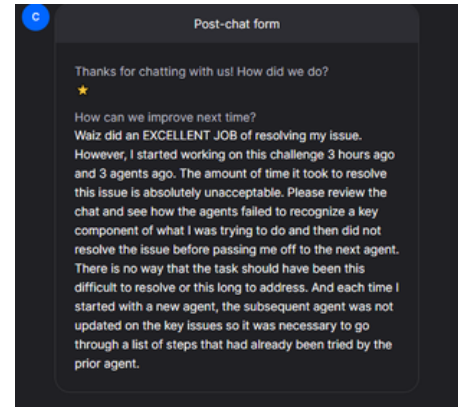 C
Post-chat form
Thanks for chatting with us! How did we do?
How can we improve next time?
Waiz did an EXCELLENT JOB of resolving my issue.
However, I started working on this challenge 3 hours ago
and 3 agents ago. The amount of time it took to resolve
this issue is absolutely unacceptable. Please review the
chat and see how the agents failed to recognize a key
component of what I was trying to do and then did not
resolve the issue before passing me off to the next agent.
There is no way that the task should have been this
difficult to resolve or this long to address. And each time I
started with a new agent, the subsequent agent was not
updated on the key issues so it was necessary to go
through a list of steps that had already been tried by the
prior agent.